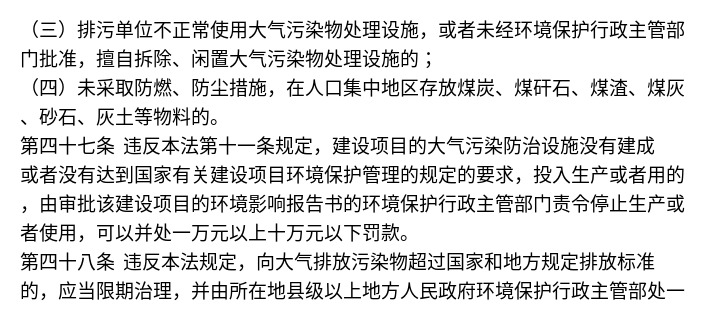 （三）排污单位不正常使用大气污染物处理设施，或者未经环境保护行政主管部
门批准，擅自拆除、闲置大气污染物处理设施的；
（四）未采取防燃、防尘措施，在人口集中地区存放煤炭、煤矸石、煤渣、煤灰
、砂石、灰土等物料的。
第四十七条 违反本法第十一条规定，建设项目的大气污染防治设施没有建成
或者没有达到国家有关建设项目环境保护管理的规定的要求，投入生产或者使用的
，由审批该建设项目的环境影响报告书的环境保护行政主管部门责令停止生产或
者使用，可以并处一万元以上十万元以下罚款。
第四十八条 违反本法规定，向大气排放污染物超过国家和地方规定排放标准
的，应当限期治理，并由所在地县级以上地方人民政府环境保护行政主管部处一